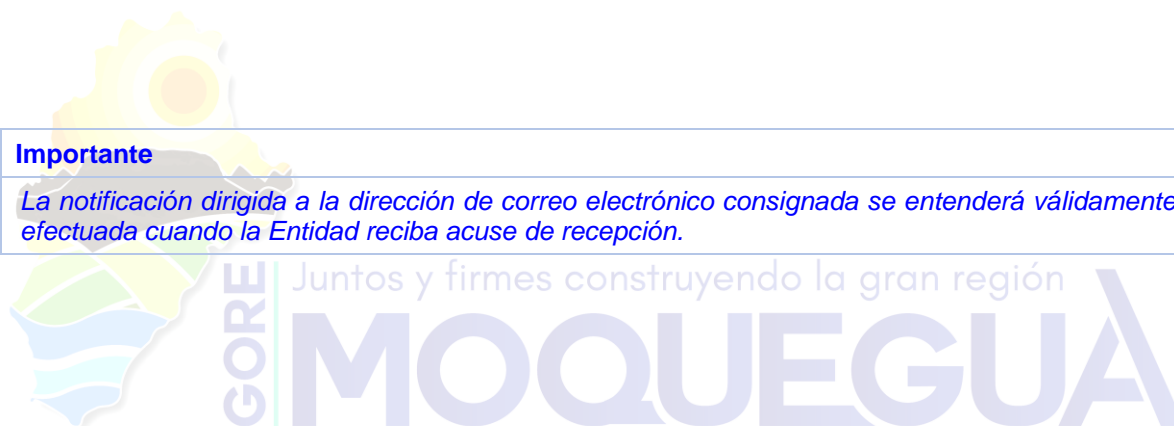 Importante
La notificación dirigida a la dirección de correo electrónico consignada se entenderá válidamente
efectuada cuando la Entidad reciba acuse de recepción.
GORE
Juntos y firmes construyendo la gran región
MOQUEGUA